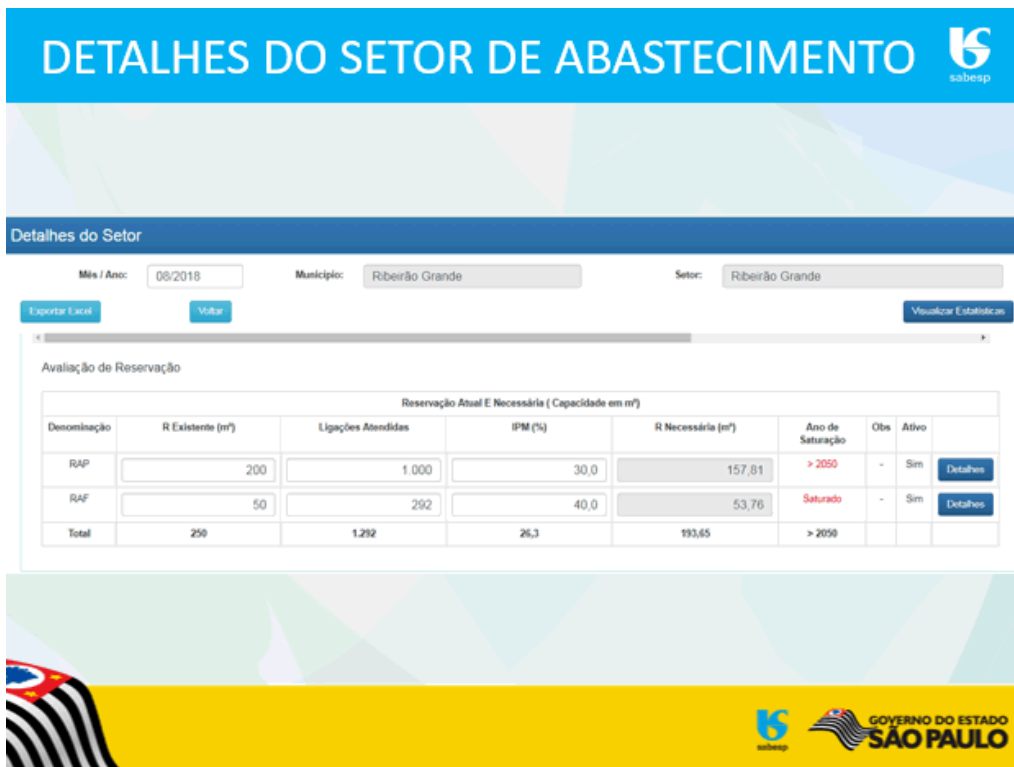 DETALHES DO SETOR DE ABASTECIMENTO
sabesp
Detalhes do Setor
Mês / Ano: 08/2018 Município: Ribeirão Grande Setor: Ribeirão Grande
Exportar Excel Voltar Visualizar Estatísticas
Avaliação de Reservação
Reservação Atual E Necessária ( Capacidade em m³)
Denominação R Existente (m³) Ligações Atendidas IPM (%) R Necessária (m³) Ano de Saturação Obs Ativo
RAP 200 1.000 30,0 157,81 > 2050 - Sim Detalhes
RAF 50 292 40,0 53,76 Saturado - Sim Detalhes
Total 250 1.292 26,3 193,65 > 2050
sabesp
GOVERNO DO ESTADO
SÃO PAULO